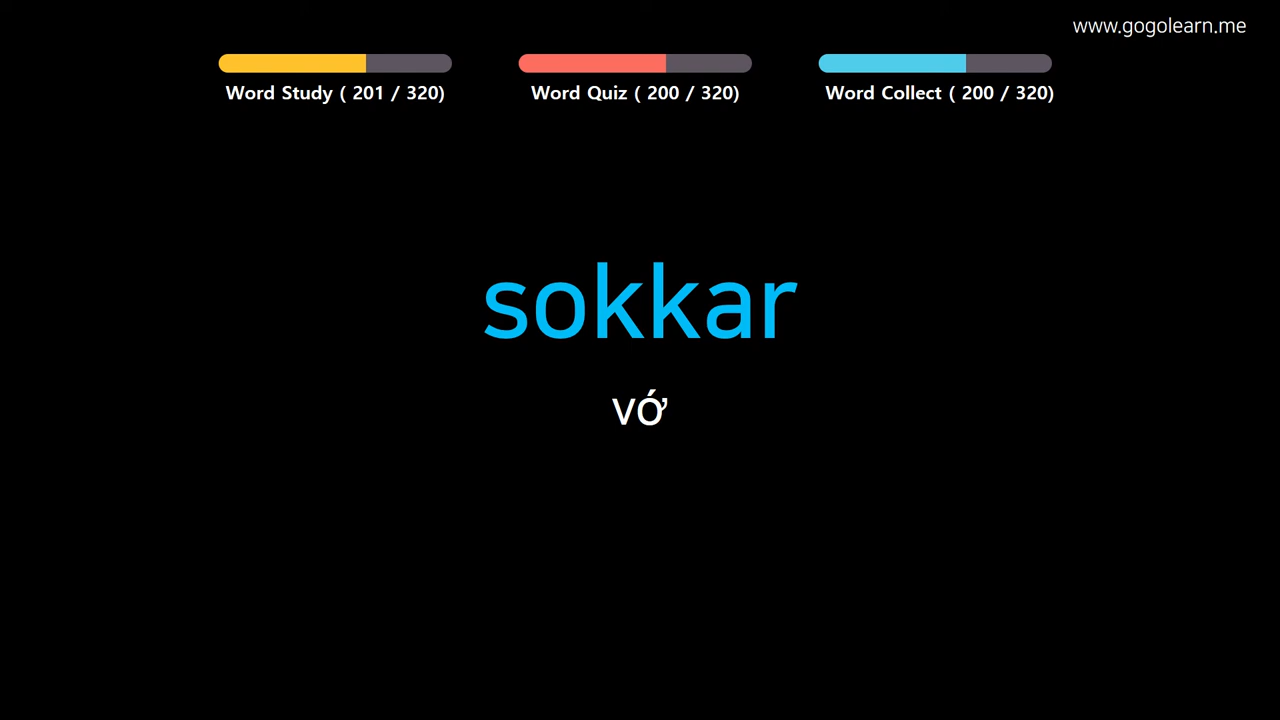 www.gogolearn.me
Word Study ( 201 / 320)
Word Quiz ( 200 / 320)
Word Collect ( 200 / 320)
sokkar
vớ